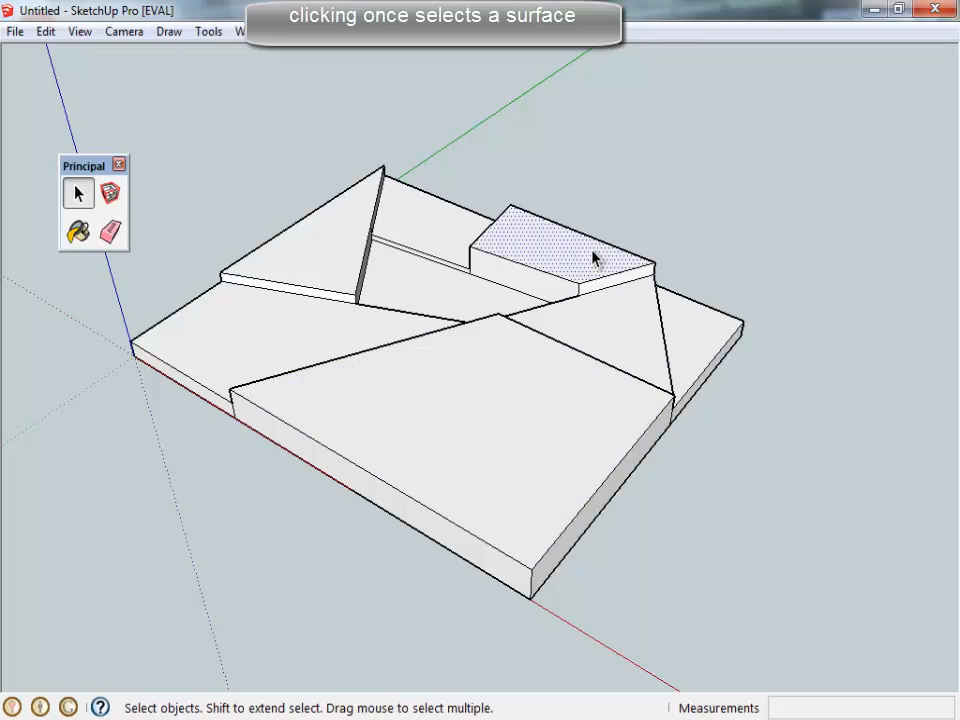 Untitled - SketchUp Pro [EVAL]
clicking once selects a surface
File Edit View Camera Draw Tools W
Principal
Select objects. Shift to extend select. Drag mouse to select multiple.
Measurements